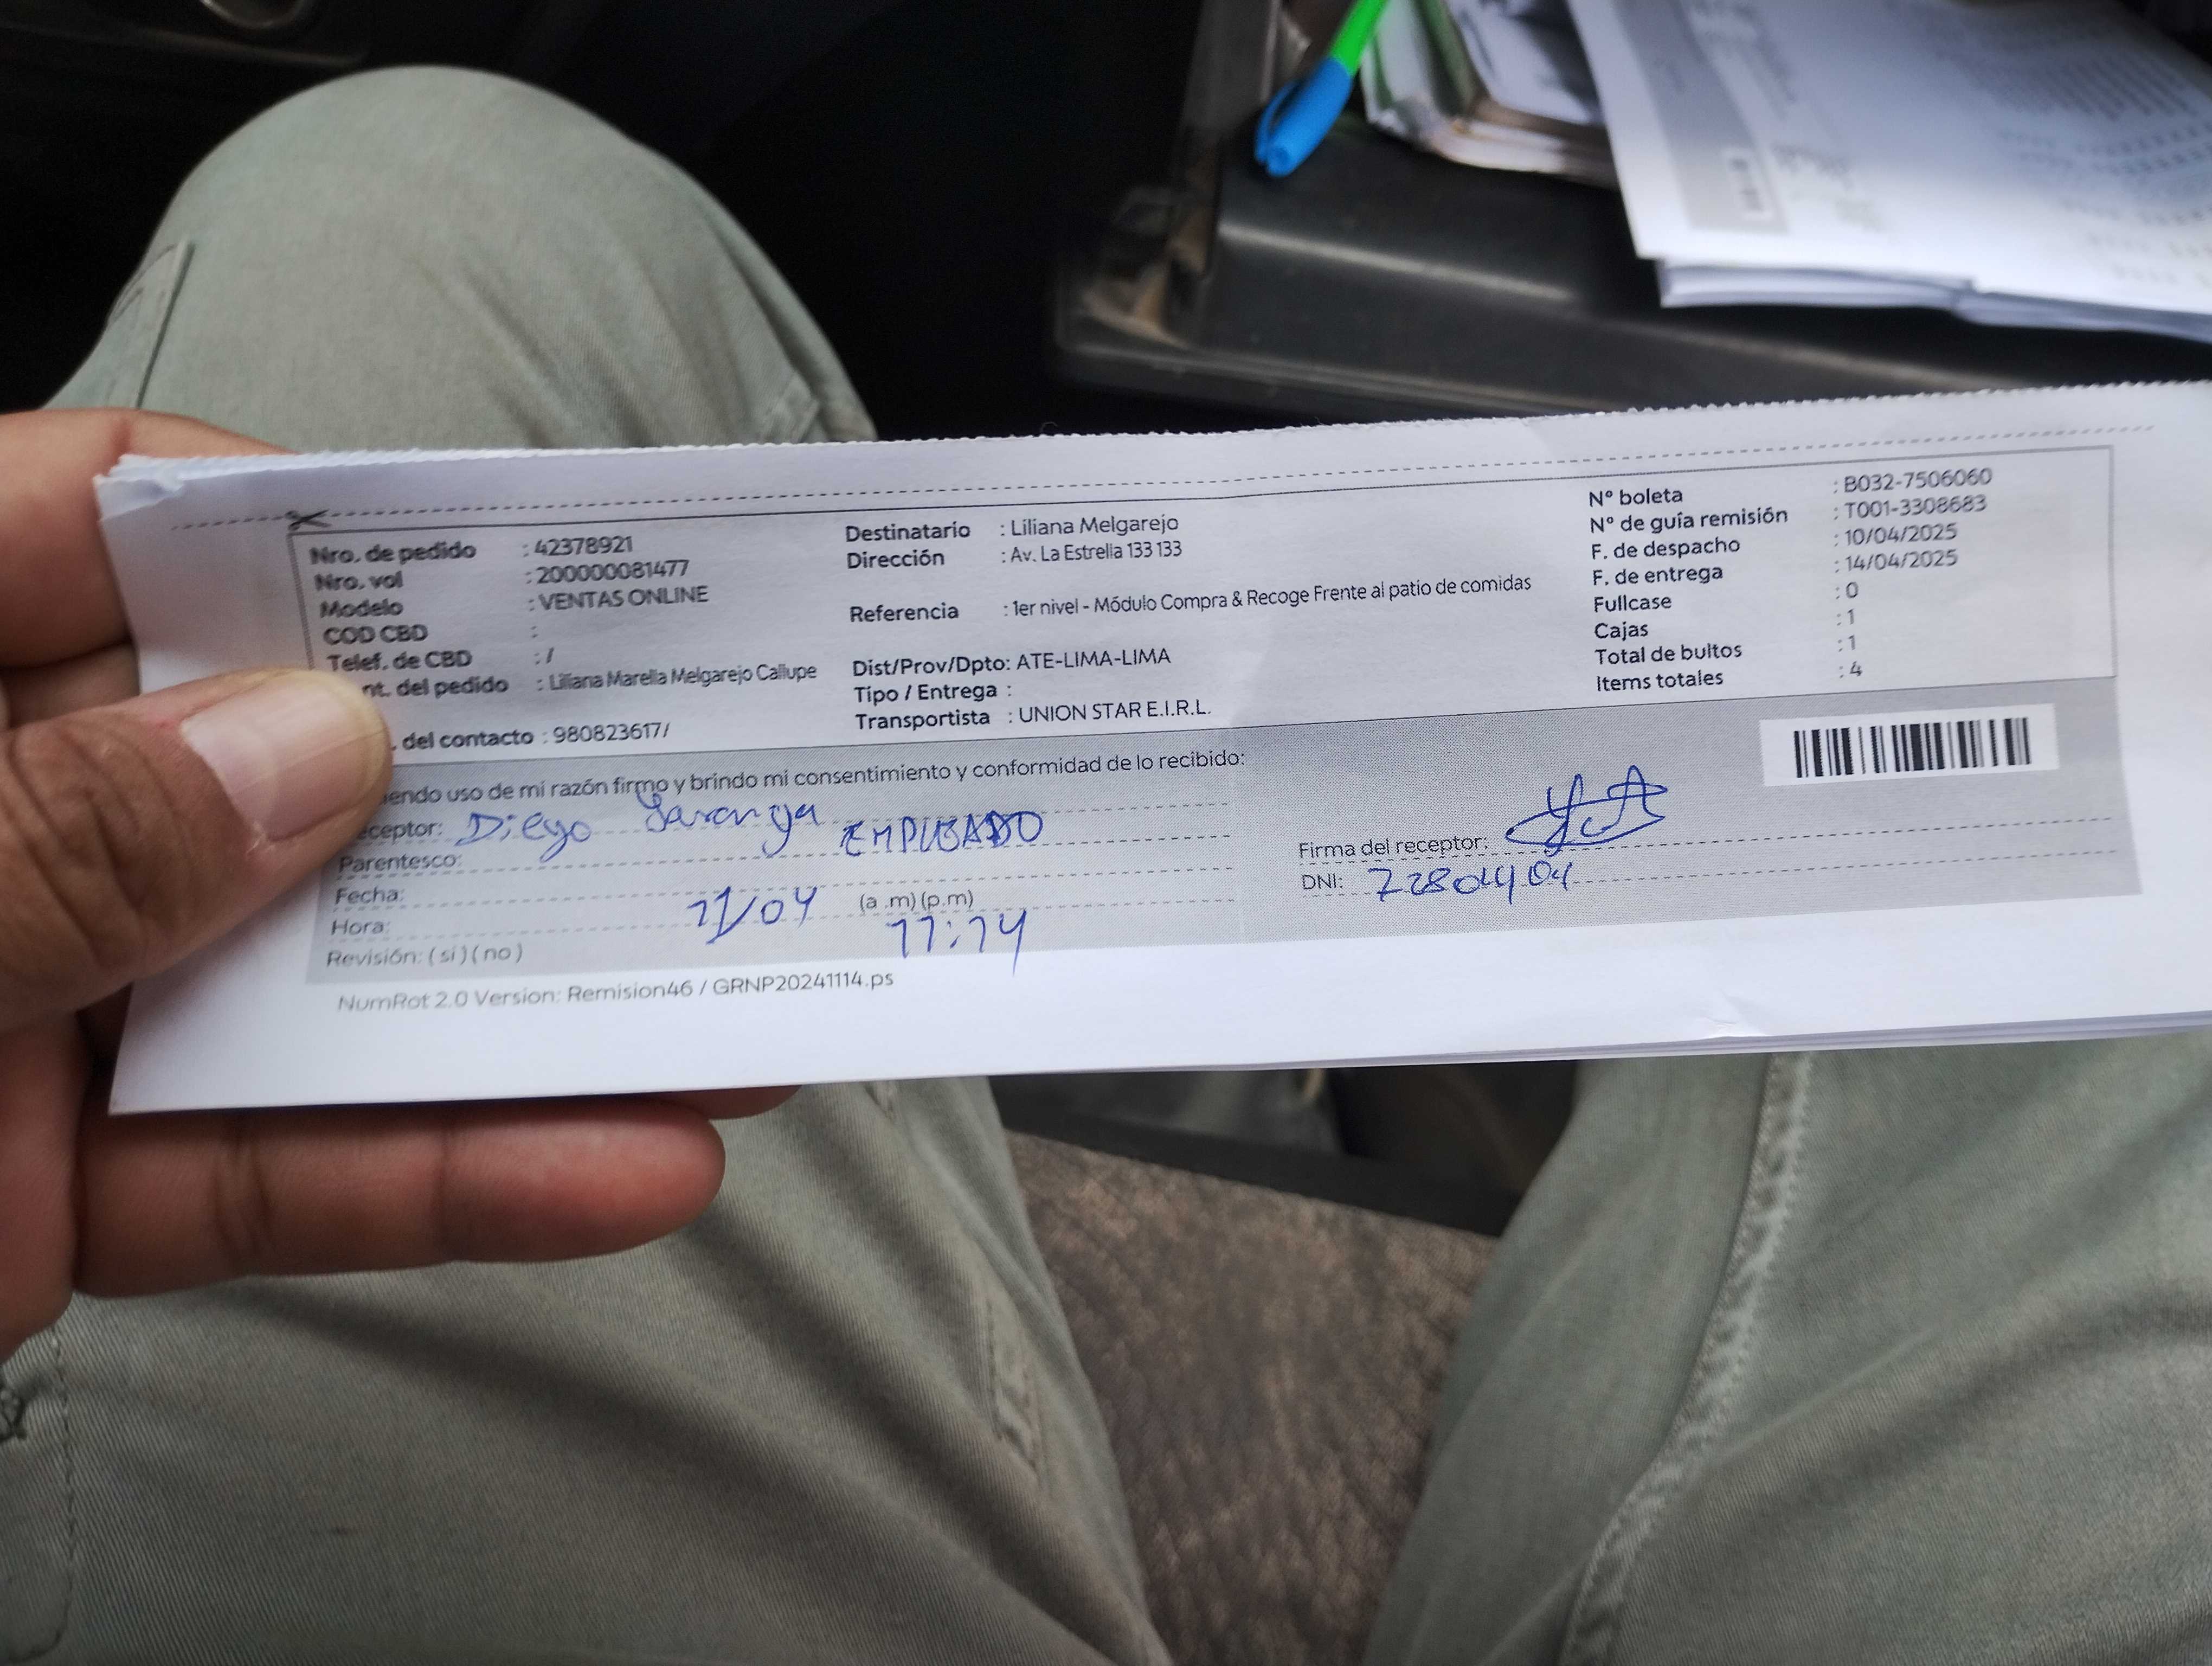 Nro. de pedido : 42378921
Nro. vol : 200000081477
Modelo : VENTAS ONLINE
COD CBD :
Telef. de CBD : /
nt. del pedido : Liliana Marella Melgarejo Callupe
. del contacto : 980823617/
Destinatario : Liliana Melgarejo
Dirección : Av. La Estrella 133 133
Referencia : 1er nivel - Módulo Compra & Recoge Frente al patio de comidas
Dist/Prov/Dpto: ATE-LIMA-LIMA
Tipo / Entrega :
Transportista : UNION STAR E.I.R.L.
N° boleta : B032-7506060
N° de guía remisión : T001-3308683
F. de despacho : 10/04/2025
F. de entrega : 14/04/2025
Fullcase : 0
Cajas : 1
Total de bultos : 1
Items totales : 4
iendo uso de mi razón firmo y brindo mi consentimiento y conformidad de lo recibido:
eceptor: Diego
Parentesco: EMPLEADO
Fecha: 11/04
Hora: (a .m)(p.m) 11:14
Revisión: (si)(no)
Firma del receptor:
DNI: 72804404
NumRot 2.0 Version: Remision46 / GRNP20241114.ps